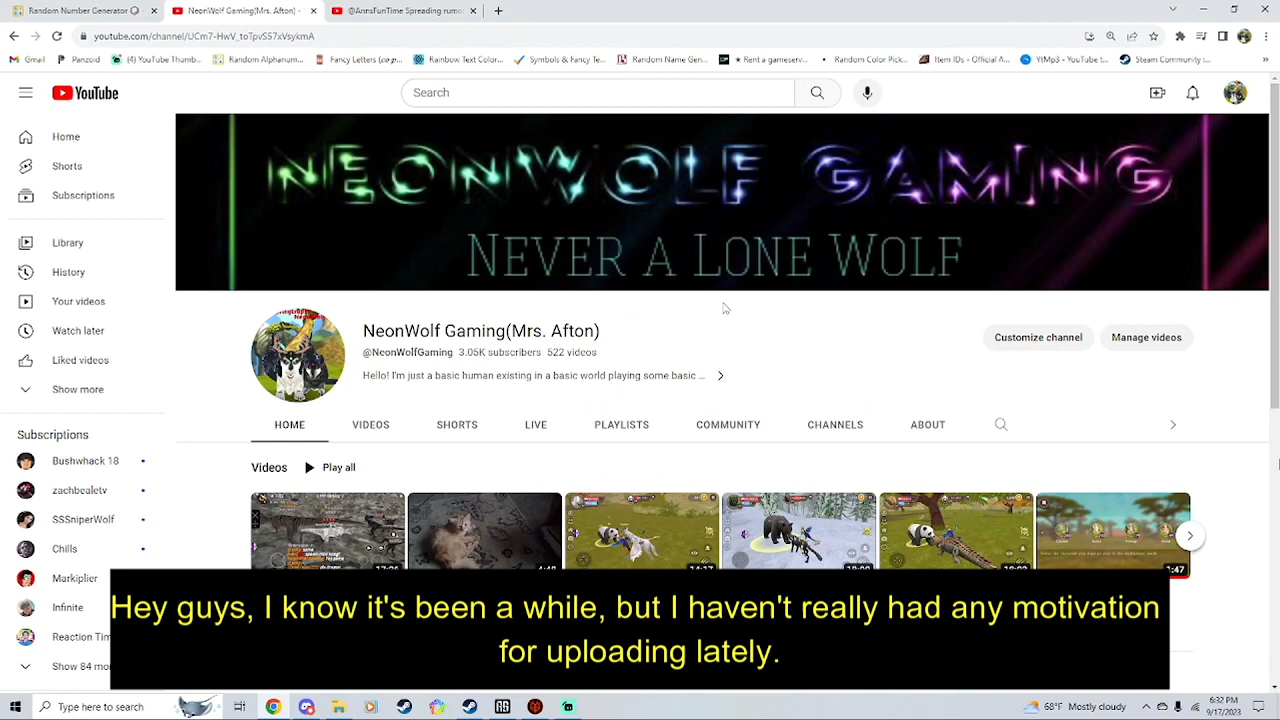 Random Number Generator
NeonWolf Gaming(Mrs. Afton) -
@AnnsFunTime Spreading rumo
youtube.com/channel/UCm7-HwV_toTpvS57xVsykmA
Gmail
Panzoid
(4) YouTube Thumb...
Random Alphanum...
Fancy Letters
Rainbow Text Color...
Symbols & Fancy Te...
Random Name Gen...
★ Rent a gameserv...
Random Color Pick...
Item IDs - Official A...
YtMp3 - YouTube t...
Steam Community :...
YouTube
Search
NEONWOLF GAMING
NEVER A LONE WOLF
Home
Shorts
Subscriptions
Library
History
Your videos
Watch later
Liked videos
Show more
Subscriptions
Bushwhack 18
zachbealetv
SSSniperWolf
Chills
Markiplier
Infinite
Reaction Tim
Show 84 mo
NeonWolf Gaming(Mrs. Afton)
@NeonWolfGaming 3.05K subscribers 522 videos
Hello! I'm just a basic human existing in a basic world playing some basic ...
Customize channel
Manage videos
HOME
VIDEOS
SHORTS
LIVE
PLAYLISTS
COMMUNITY
CHANNELS
ABOUT
Videos
Play all
1:47
Hey guys, I know it's been a while, but I haven't really had any motivation
for uploading lately.
Type here to search
68°F Mostly cloudy
6:32 PM
9/17/2023